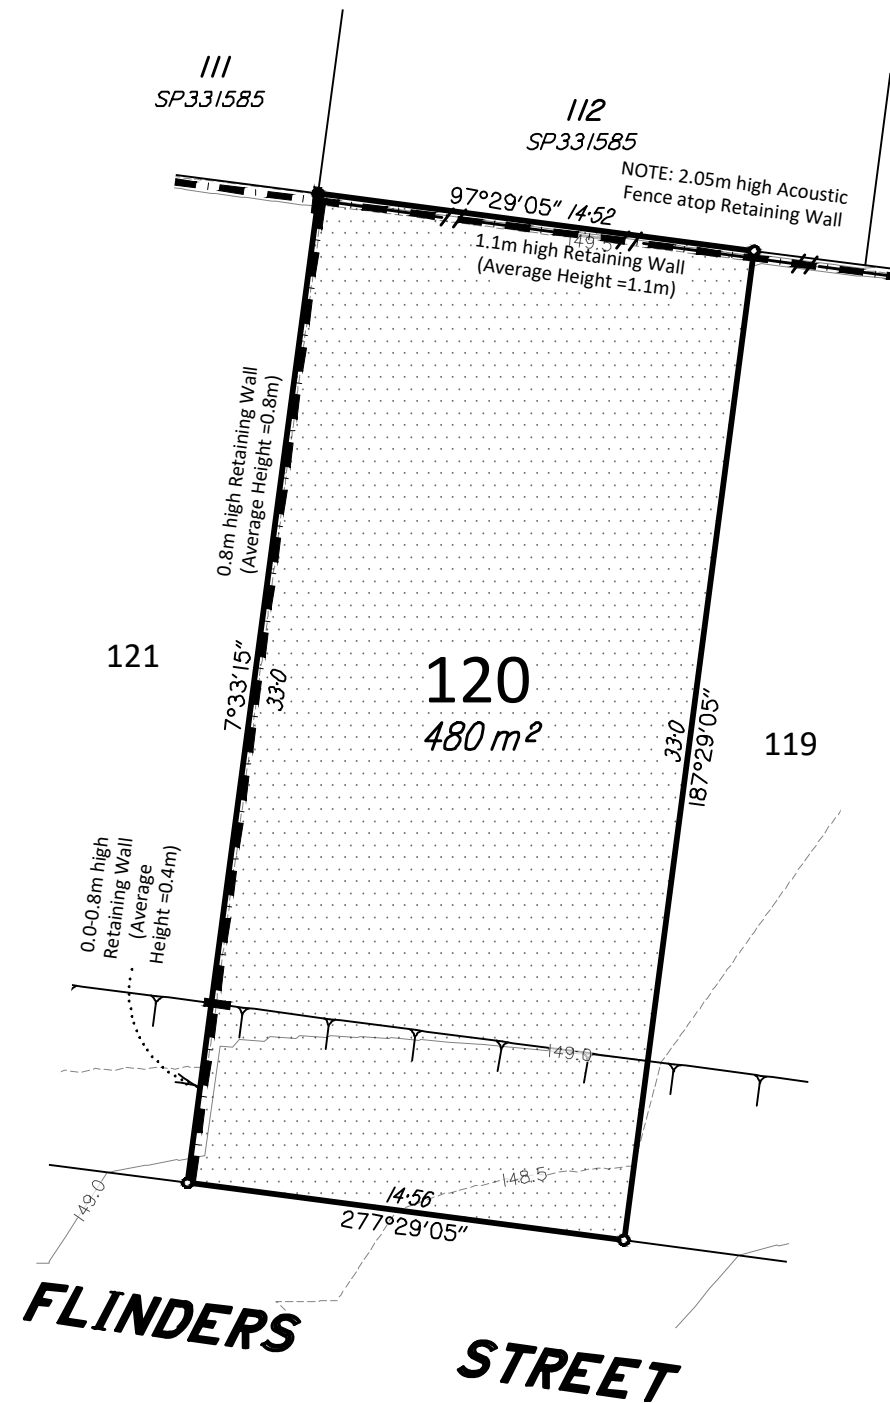 111
SP331585
112
SP331585
NOTE: 2.05m high Acoustic
Fence atop Retaining Wall
97°29'05" 14·52
149.5
1.1m high Retaining Wall
(Average Height =1.1m)
0.8m high Retaining Wall
(Average Height =0.8m)
121
7°33'15"
33·0
120
480 m²
33·0
187°29'05"
119
0.0-0.8m high
Retaining Wall
(Average
Height =0.4m)
149.0
148.5
149.0
14·56
277°29'05"
FLINDERS
STREET